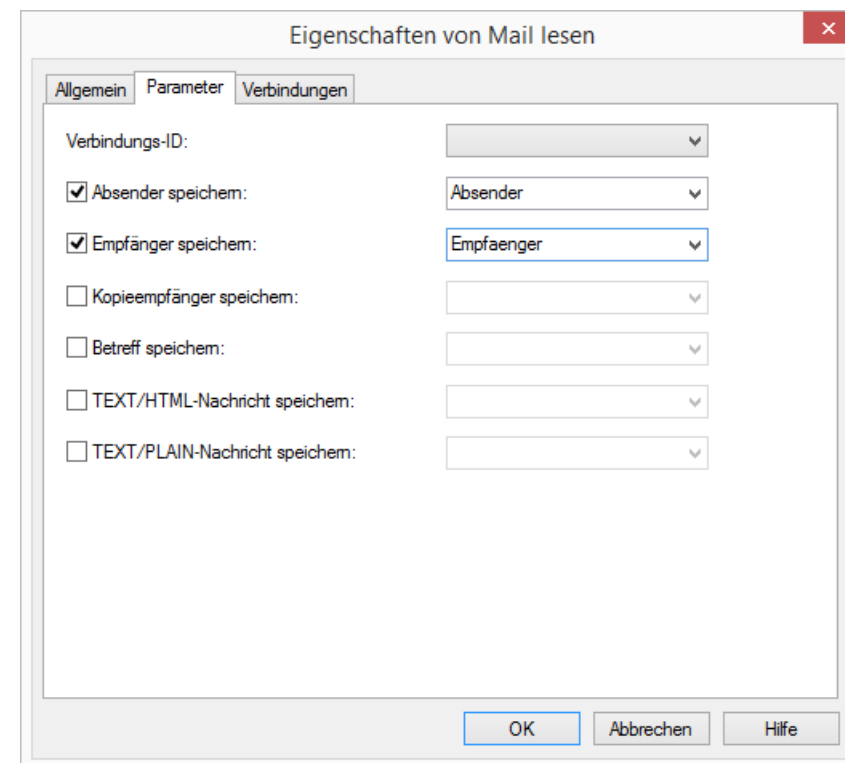 Eigenschaften von Mail lesen
Allgemein Parameter Verbindungen
Verbindungs-ID:
Absender speichern: Absender
Empfänger speichern: Empfaenger
Kopieempfänger speichern:
Betreff speichern:
TEXT/HTML-Nachricht speichern:
TEXT/PLAIN-Nachricht speichern:
OK Abbrechen Hilfe